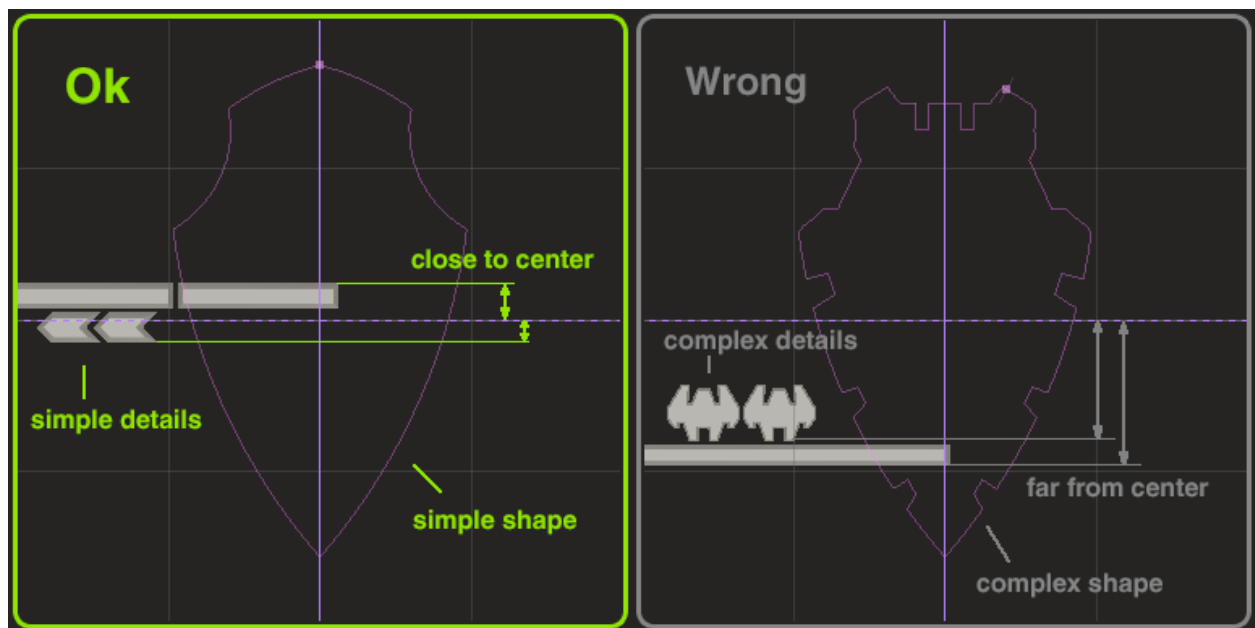 Ok
close to center
simple details
simple shape
Wrong
complex details
far from center
complex shape